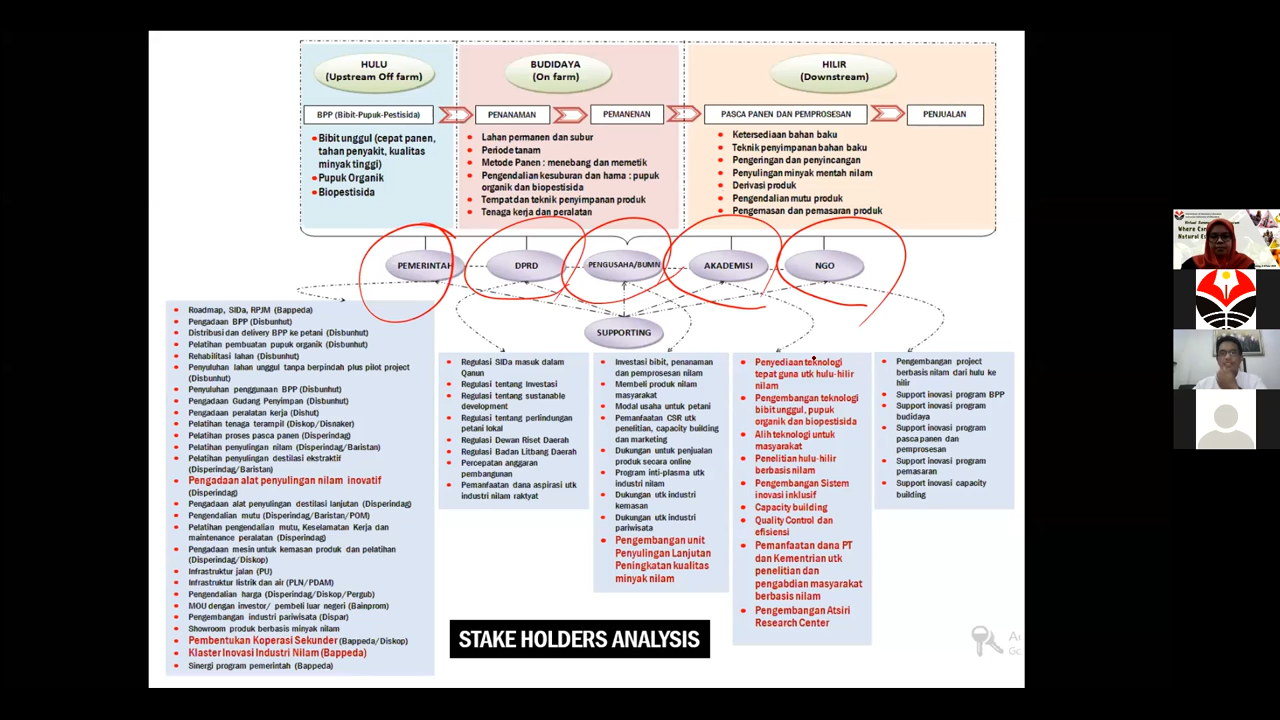 HULU
(Upstream Off farm)
BUDIDAYA
(On farm)
HILIR
(Downstream)
BPP (Bibit-Pupuk-Pestisida)
PENANAMAN
PEMANENAN
PASCA PANEN DAN PEMPROSESAN
PENJUALAN
Bibit unggul (cepat panen,
tahan penyakit, kualitas
minyak tinggi)
Pupuk Organik
Biopestisida
Lahan permanen dan subur
Periode tanam
Metode Panen : menebang dan memetik
Pengendalian kesuburan dan hama : pupuk
organik dan biopestisida
Tempat dan teknik penyimpanan produk
Tenaga kerja dan peralatan
Ketersediaan bahan baku
Teknik penyimpanan bahan baku
Pengeringan dan penyincangan
Penyulingan minyak mentah nilam
Derivasi produk
Pengendalian mutu produk
Pengemasan dan pemasaran produk
PEMERINTAH
DPRD
PENGUSAHA/BUMN
AKADEMISI
NGO
SUPPORTING
Roadmap, SIDa, RPJM (Bappeda)
Pengadaan BPP (Disbunhut)
Distribusi dan delivery BPP ke petani (Disbunhut)
Pelatihan pembuatan pupuk organik (Disbunhut)
Rehabilitasi lahan (Disbunhut)
Penyuluhan lahan unggul tanpa berpindah plus pilot project
(Disbunhut)
Penyuluhan penggunaan BPP (Disbunhut)
Pengadaan Gudang Penyimpan (Disbunhut)
Pengadaan peralatan kerja (Dishut)
Pelatihan tenaga terampil (Diskop/Disnaker)
Pelatihan proses pasca panen (Disperindag)
Pelatihan penyulingan nilam (Disperindag/Baristan)
Pelatihan penyulingan destilasi ekstraktif
(Disperindag/Baristan)
Pengadaan alat penyulingan nilam inovatif
(Disperindag)
Pengadaan alat penyulingan destilasi lanjutan (Disperindag)
Pengendalian mutu (Disperindag/Baristan/POM)
Pelatihan pengendalian mutu, Keselamatan Kerja dan
maintenance peralatan (Disperindag)
Pengadaan mesin untuk kemasan produk dan pelatihan
(Disperindag/Diskop)
Infrastruktur jalan (PU)
Infrastruktur listrik dan air (PLN/PDAM)
Pengendalian harga (Disperindag/Diskop/Pergub)
MOU dengan investor/ pembeli luar negeri (Bainprom)
Pengembangan industri pariwisata (Dispar)
Showroom produk berbasis minyak nilam
Pembentukan Koperasi Sekunder (Bappeda/Diskop)
Klaster Inovasi Industri Nilam (Bappeda)
Sinergi program pemerintah (Bappeda)
Regulasi SIDa masuk dalam
Qanun
Regulasi tentang Investasi
Regulasi tentang sustanable
development
Regulasi tentang perlindungan
petani lokal
Regulasi Dewan Riset Daerah
Regulasi Badan Litbang Daerah
Percepatan anggaran
pembangunan
Pemanfaatan dana aspirasi utk
industri nilam rakyat
Investasi bibit, penanaman
dan pemprosesan nilam
Membeli produk nilam
masyarakat
Modal usaha untuk petani
Pemanfaatan CSR utk
penelitian, capacity building
dan marketing
Dukungan untuk penjualan
produk secara online
Program inti-plasma utk
industri nilam
Dukungan utk industri
kemasan
Dukungan utk industri
pariwisata
Pengembangan unit
Penyulingan Lanjutan
Peningkatan kualitas
minyak nilam
Penyediaan teknologi
tepat guna utk hulu-hilir
nilam
Pengembangan teknologi
bibit unggul, pupuk
organik dan biopestisida
Alih teknologi untuk
masyarakat
Penelitian hulu-hilir
berbasis nilam
Pengembangan Sistem
inovasi inklusif
Capacity building
Quality Control dan
efisiensi
Pemanfaatan dana PT
dan Kementrian utk
penelitian dan
pengabdian masyarakat
berbasis nilam
Pengembangan Atsiri
Research Center
Pengembangan project
berbasis nilam dari hulu ke
hilir
Support inovasi program BPP
Support inovasi program
budidaya
Support inovasi program
pasca panen dan
pemprosesan
Support inovasi program
pemasaran
Support inovasi capacity
building
STAKE HOLDERS ANALYSIS
Where Co
Natural E